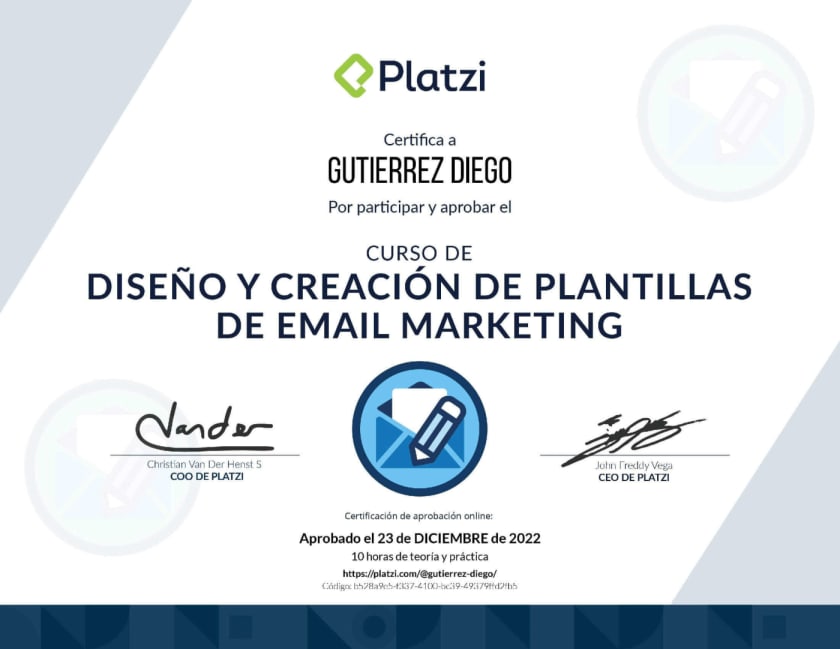 Platzi
Certifica a
GUTIERREZ DIEGO
Por participar y aprobar el
CURSO DE
DISEÑO Y CREACIÓN DE PLANTILLAS
DE EMAIL MARKETING
Vander
Christian Van Der Henst S
COO DE PLATZI
John Freddy Vega
CEO DE PLATZI
Certificación de aprobación online:
Aprobado el 23 de DICIEMBRE de 2022
10 horas de teoría y práctica
https://platzi.com/@gutierrez-diego/
Código: